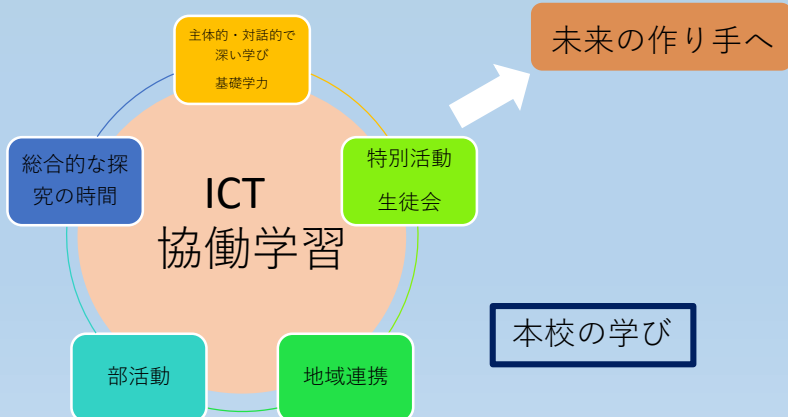 未来の作り手へ
主体的・対話的で
深い学び
基礎学力
総合的な探
究の時間
特別活動
生徒会
ICT
協働学習
本校の学び
部活動
地域連携